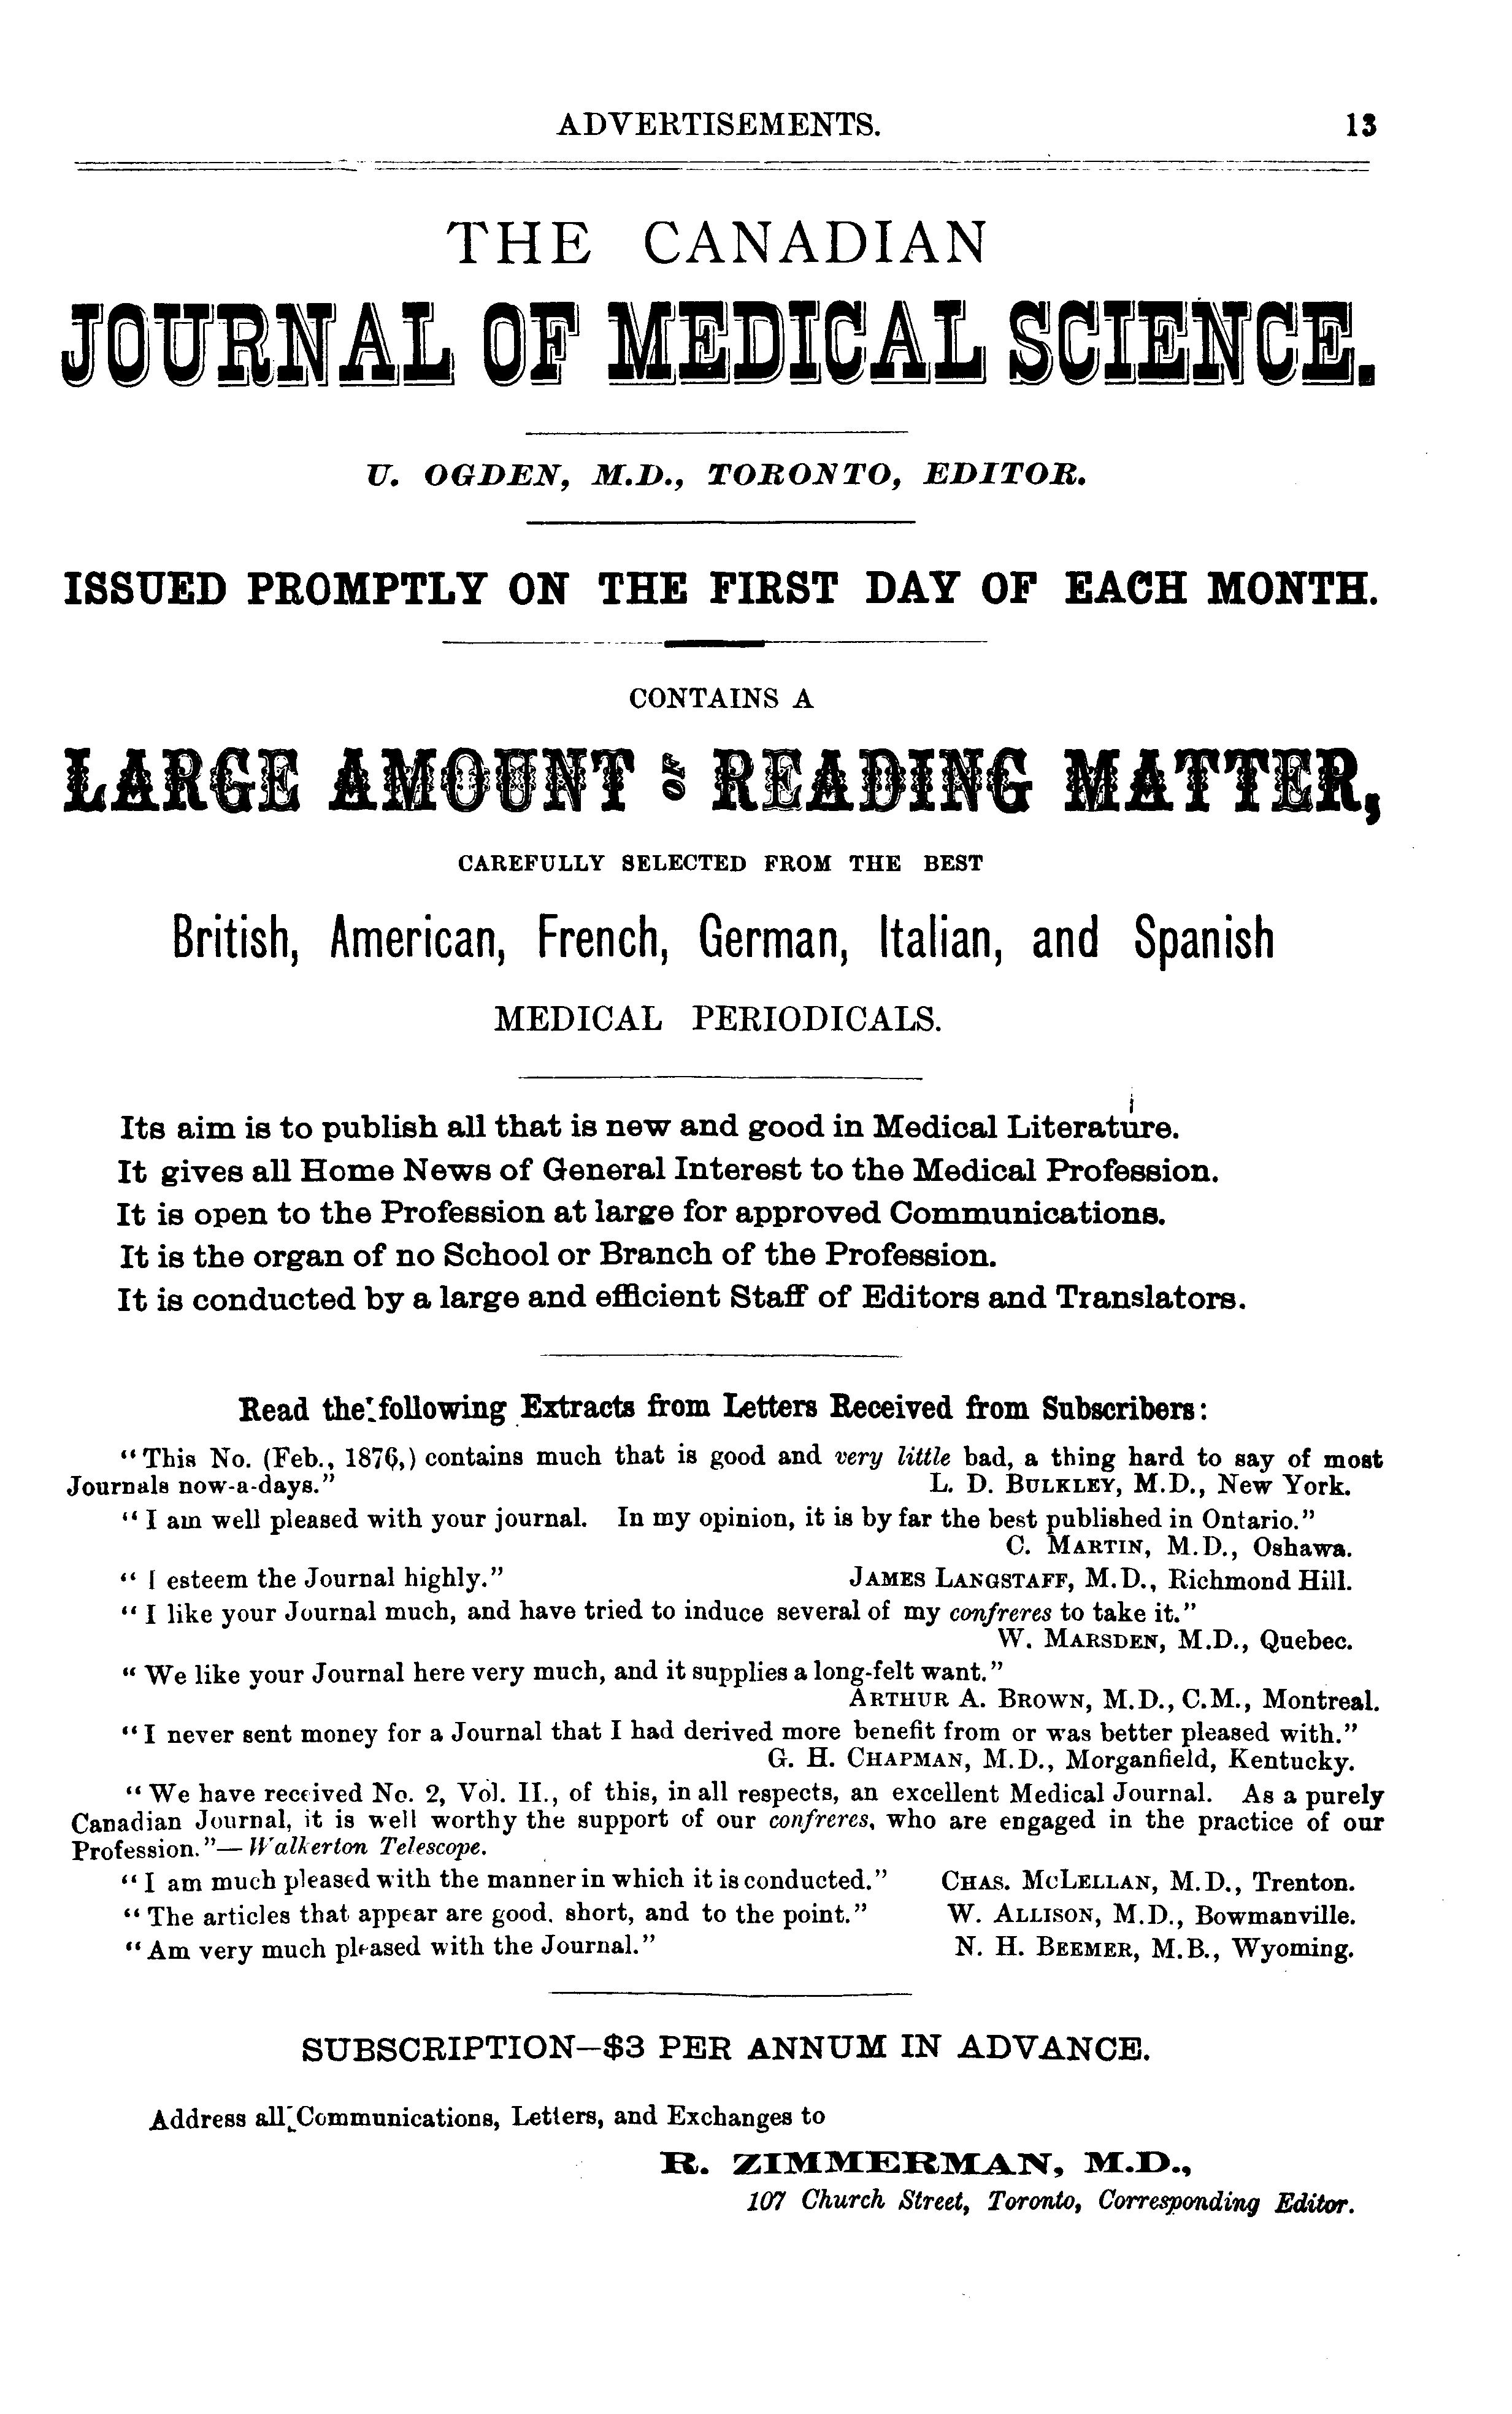 ADVERTISEMENTS. 13
THE CANADIAN
JOURNAL OF MEDICAL SCIENCE.
U. OGDEN, M.D., TORONTO, EDITOR.
ISSUED PROMPTLY ON THE FIRST DAY OF EACH MONTH.
CONTAINS A
LARGE AMOUNT OF READING MATTER,
CAREFULLY SELECTED FROM THE BEST
British, American, French, German, Italian, and Spanish
MEDICAL PERIODICALS.
Its aim is to publish all that is new and good in Medical Literature.
It gives all Home News of General Interest to the Medical Profession.
It is open to the Profession at large for approved Communications.
It is the organ of no School or Branch of the Profession.
It is conducted by a large and efficient Staff of Editors and Translators.
Read the following Extracts from Letters Received from Subscribers:
"This No. (Feb., 1876,) contains much that is good and very little bad, a thing hard to say of most
Journals now-a-days." L. D. BULKLEY, M.D., New York.
"I am well pleased with your journal. In my opinion, it is by far the best published in Ontario."
C. MARTIN, M.D., Oshawa.
"I esteem the Journal highly." JAMES LANGSTAFF, M.D., Richmond Hill.
"I like your Journal much, and have tried to induce several of my confreres to take it."
W. MARSDEN, M.D., Quebec.
"We like your Journal here very much, and it supplies a long-felt want."
ARTHUR A. BROWN, M.D., C.M., Montreal.
"I never sent money for a Journal that I had derived more benefit from or was better pleased with."
G. H. CHAPMAN, M.D., Morganfield, Kentucky.
"We have received No. 2, Vol. II., of this, in all respects, an excellent Medical Journal. As a purely
Canadian Journal, it is well worthy the support of our confreres, who are engaged in the practice of our
Profession."—Walkerton Telescope.
"I am much pleased with the manner in which it is conducted." CHAS. McLELLAN, M.D., Trenton.
"The articles that appear are good, short, and to the point." W. ALLISON, M.D., Bowmanville.
"Am very much pleased with the Journal." N. H. BEEMER, M.B., Wyoming.
SUBSCRIPTION—$3 PER ANNUM IN ADVANCE.
Address all Communications, Letters, and Exchanges to
R. ZIMMERMAN, M.D.,
107 Church Street, Toronto, Corresponding Editor.